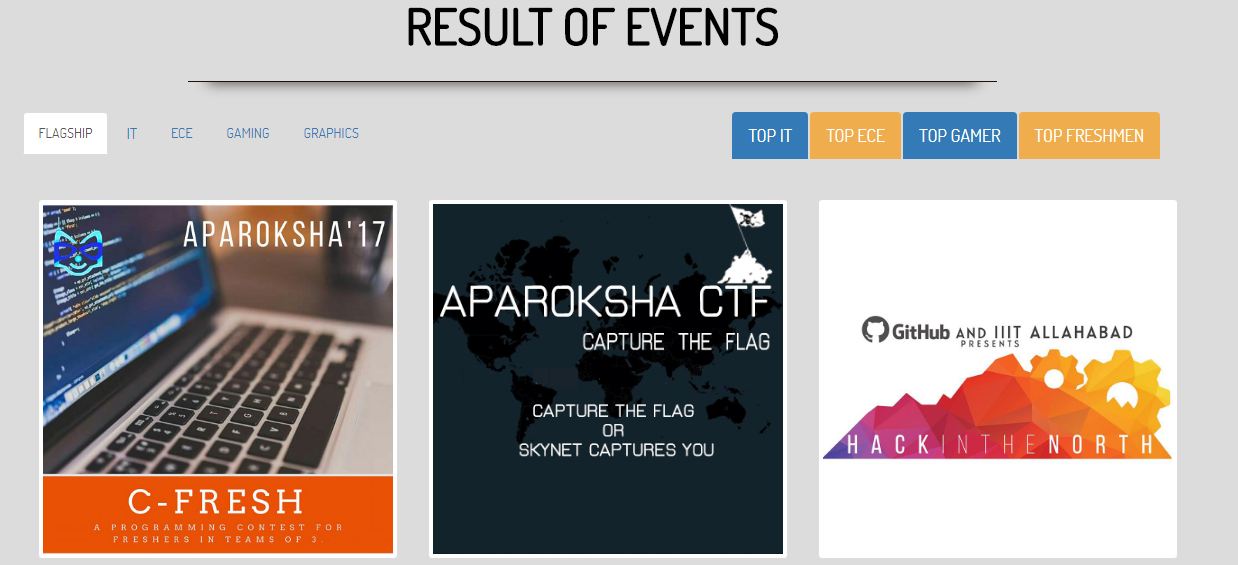 RESULT OF EVENTS
FLAGSHIP IT ECE GAMING GRAPHICS
TOP IT TOP ECE TOP GAMER TOP FRESHMEN
APAROKSHA'17
C-FRESH
A PROGRAMMING CONTEST FOR
FRESHERS IN TEAMS OF 3.
APAROKSHA CTF
CAPTURE THE FLAG
CAPTURE THE FLAG
OR
SKYNET CAPTURES YOU
GitHub AND IIIT ALLAHABAD
PRESENTS
HACKINTHENORTH